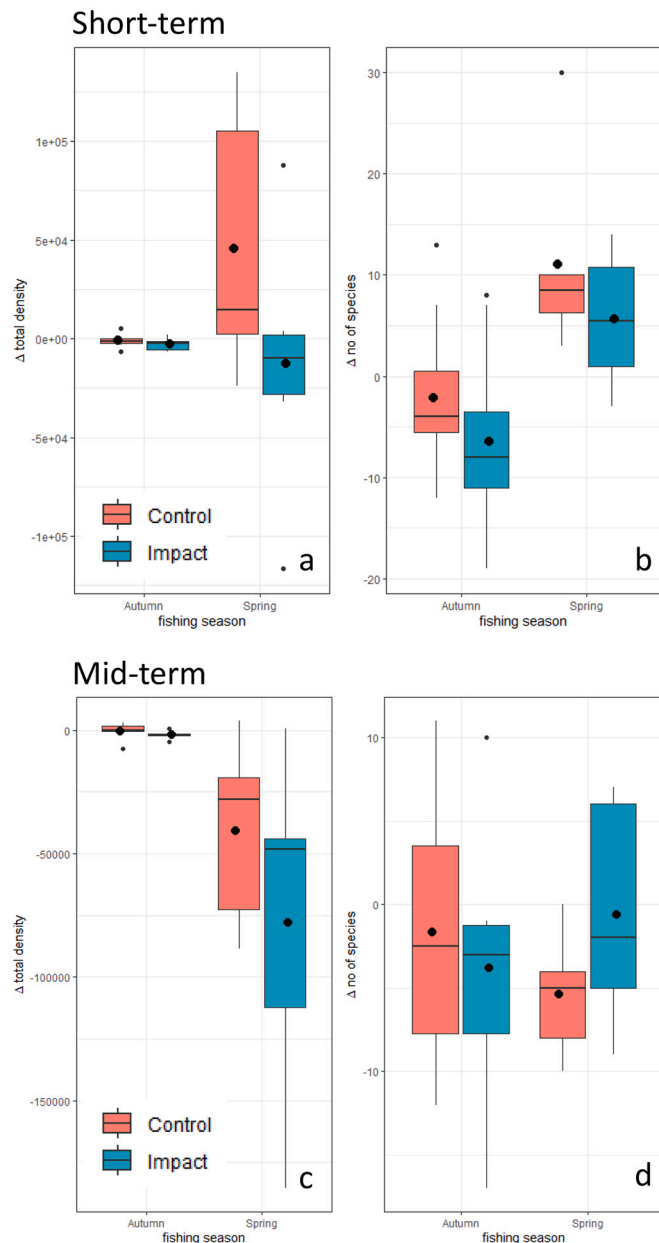 Short-term
1e+05
5e+04
0e+00
-5e+04
-1e+05
Δ total density
Control
Impact
a
Autumn Spring
fishing season
30
20
10
0
-10
-20
Δ no of species
b
Autumn Spring
fishing season
Mid-term
0
-50000
-100000
-150000
Δ total density
Control
Impact
c
Autumn Spring
fishing season
10
0
-10
Δ no of species
d
Autumn Spring
fishing season